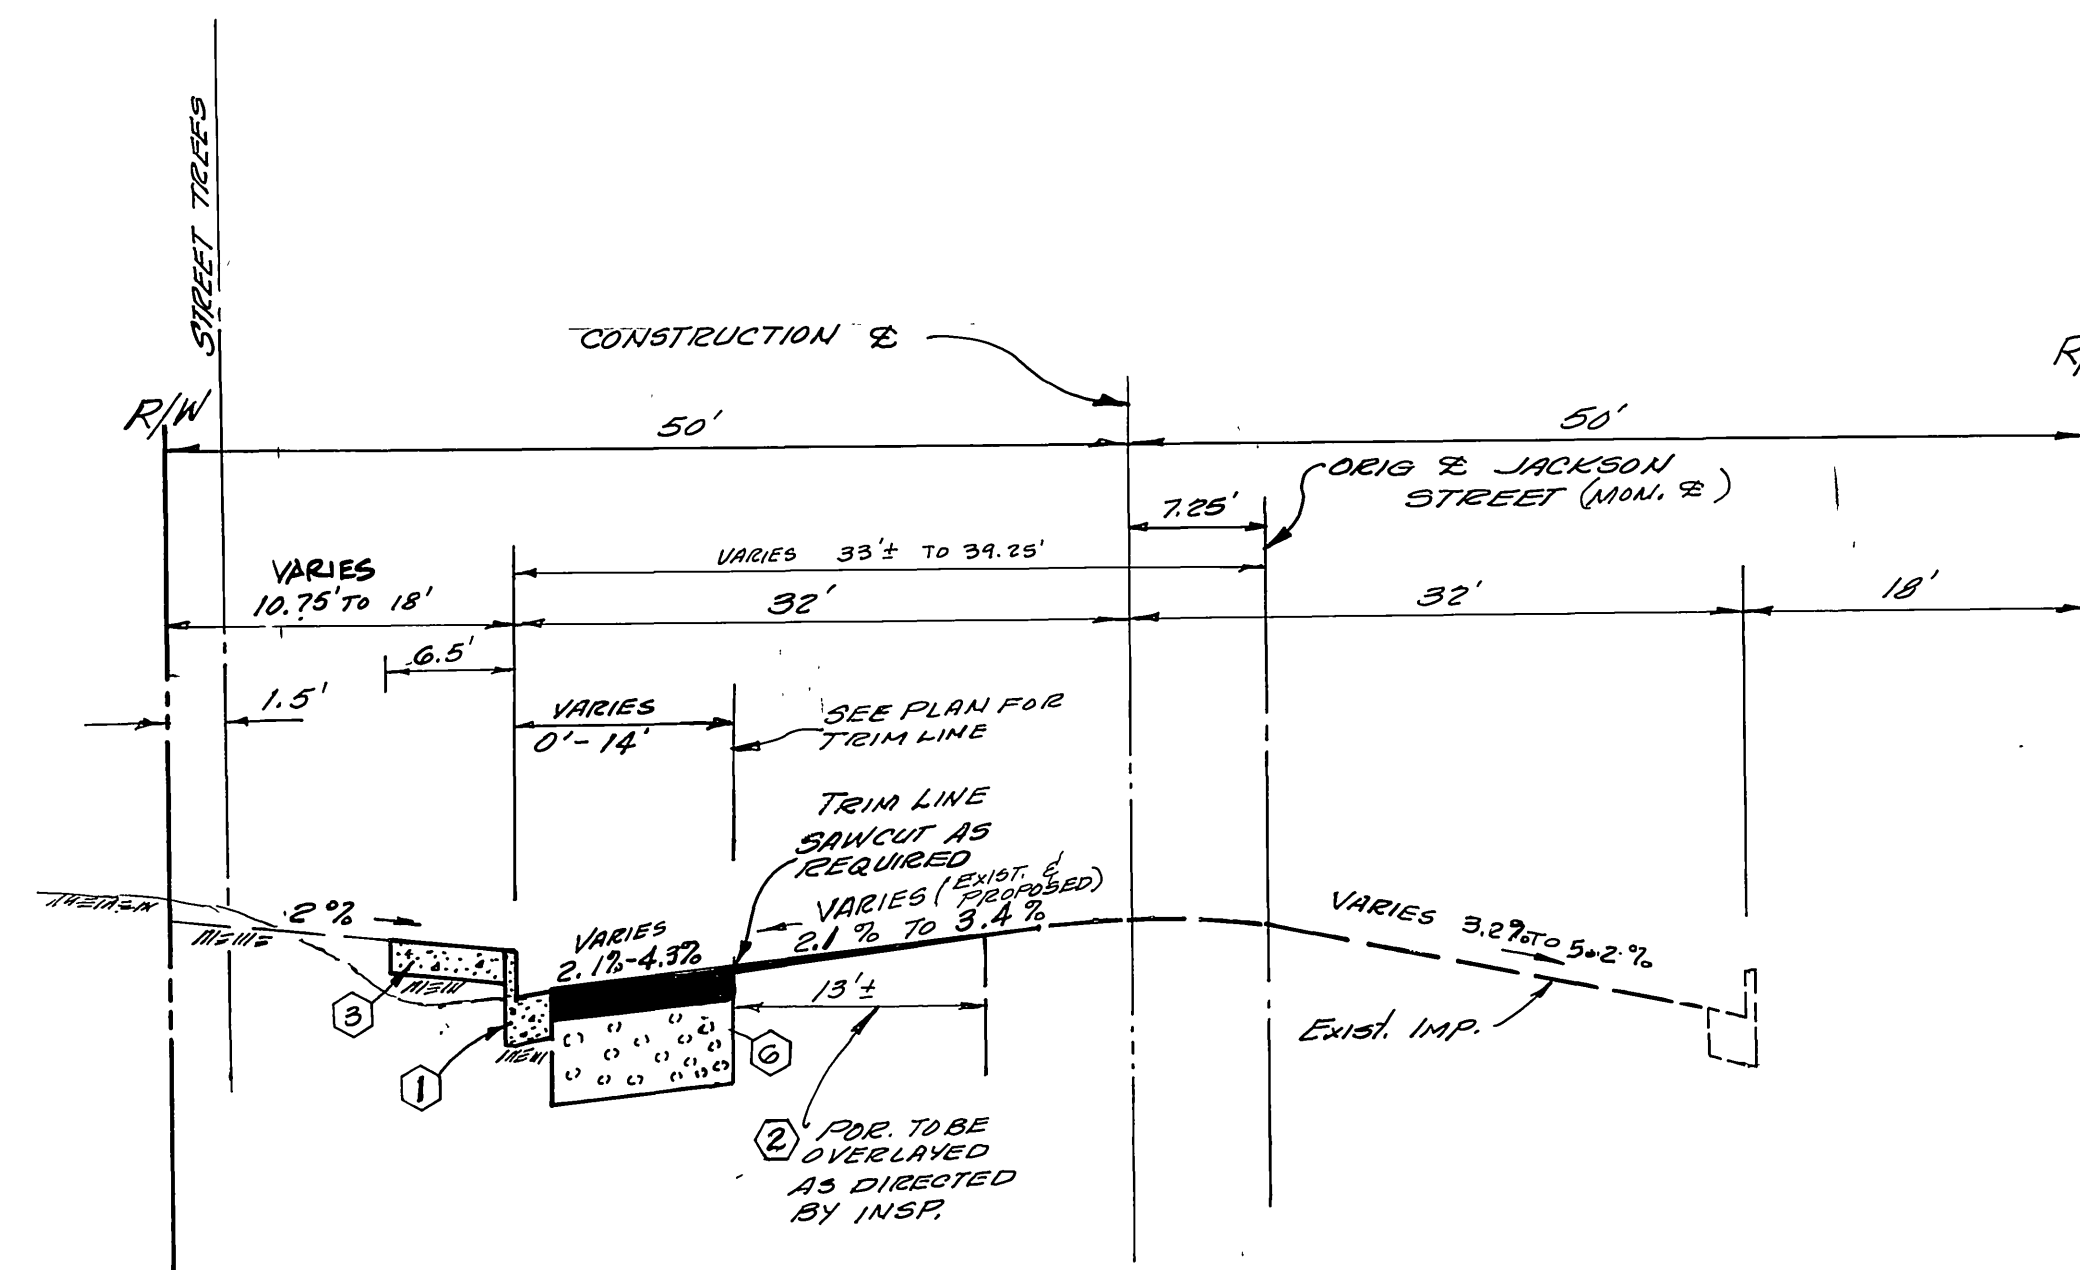 STREET TREES
CONSTRUCTION ℄
R/W
50'
50'
ORIG ℄ JACKSON
STREET (MON. ℄)
7.25'
VARIES 33'± TO 39.25'
VARIES
10.75' TO 18'
32'
32'
18'
6.5'
1.5'
VARIES
0'-14'
SEE PLAN FOR
TRIM LINE
TRIM LINE
SAWCUT AS
REQUIRED
VARIES (EXIST. &
PROPOSED)
2.1% TO 3.4%
2%
VARIES
2.1%-4.3%
VARIES 3.2% TO 5.2%
13'±
EXIST. IMP.
3
1
6
2
POR. TO BE
OVERLAYED
AS DIRECTED
BY INSP.